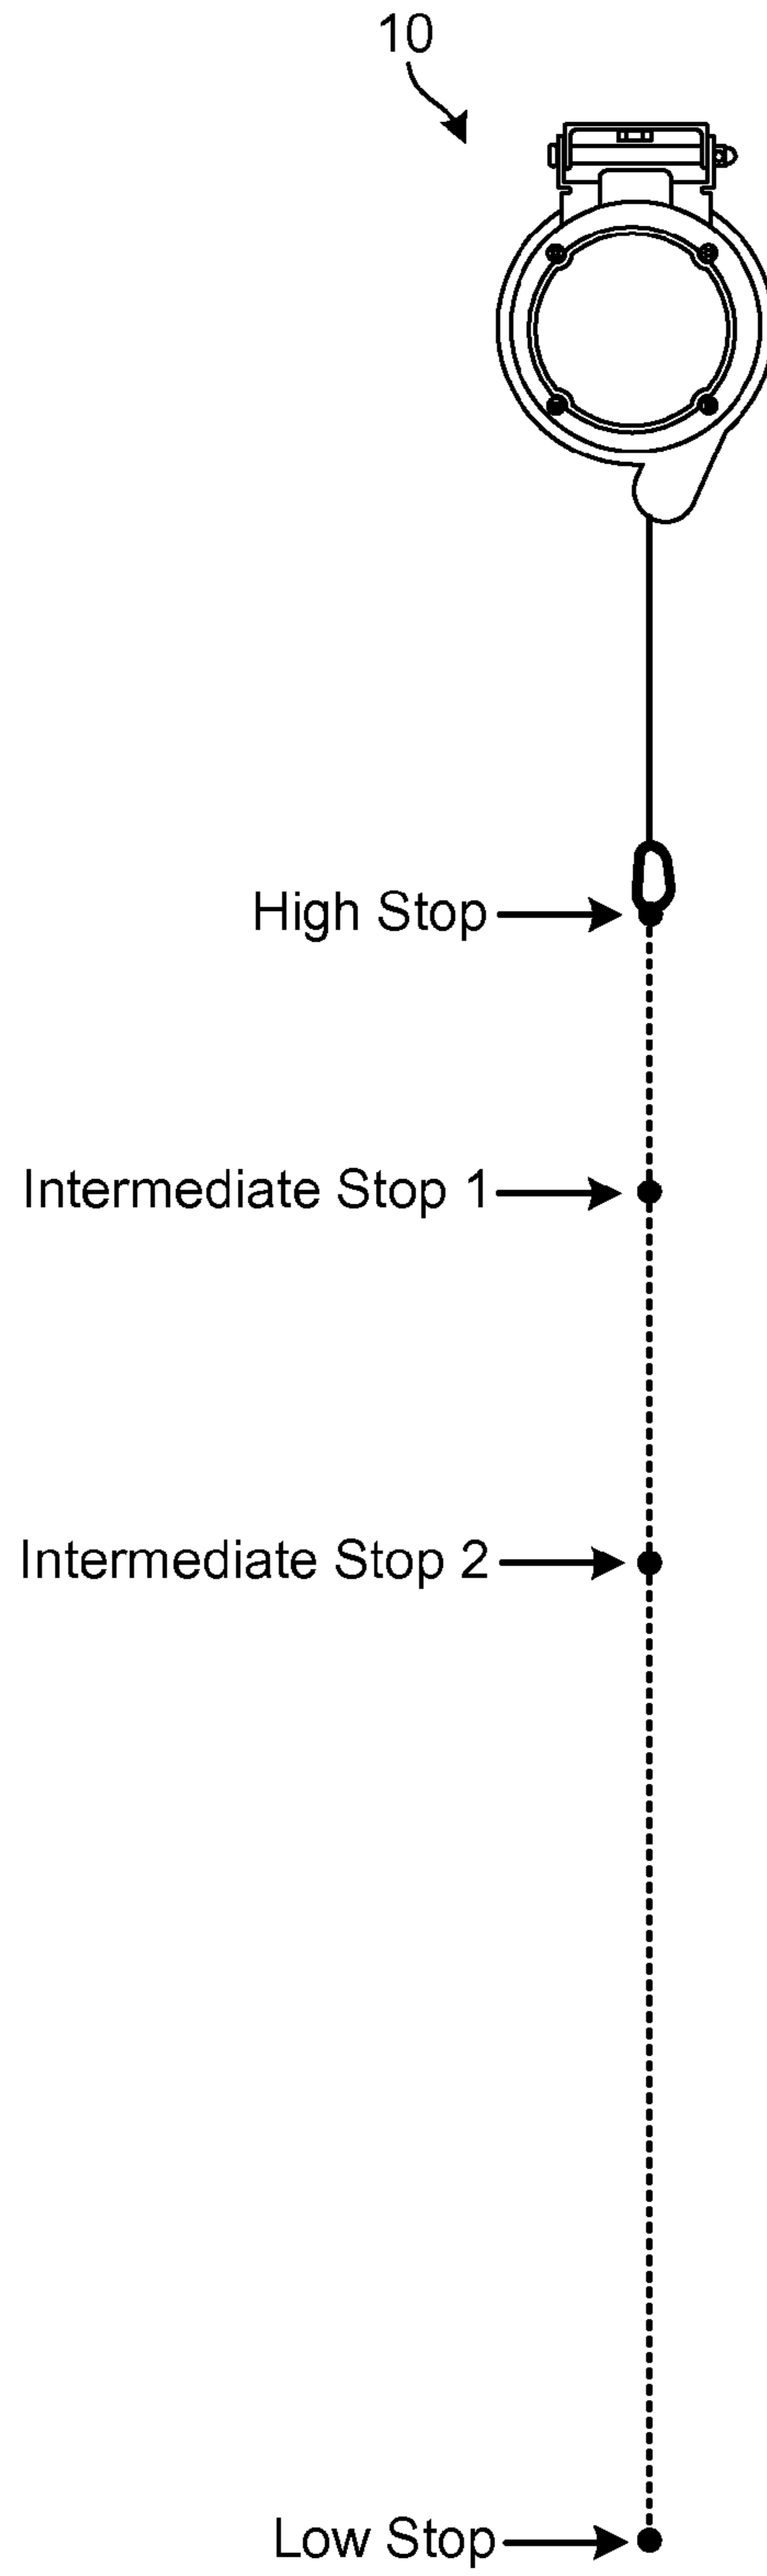 10
High Stop
Intermediate Stop 1
Intermediate Stop 2
Low Stop